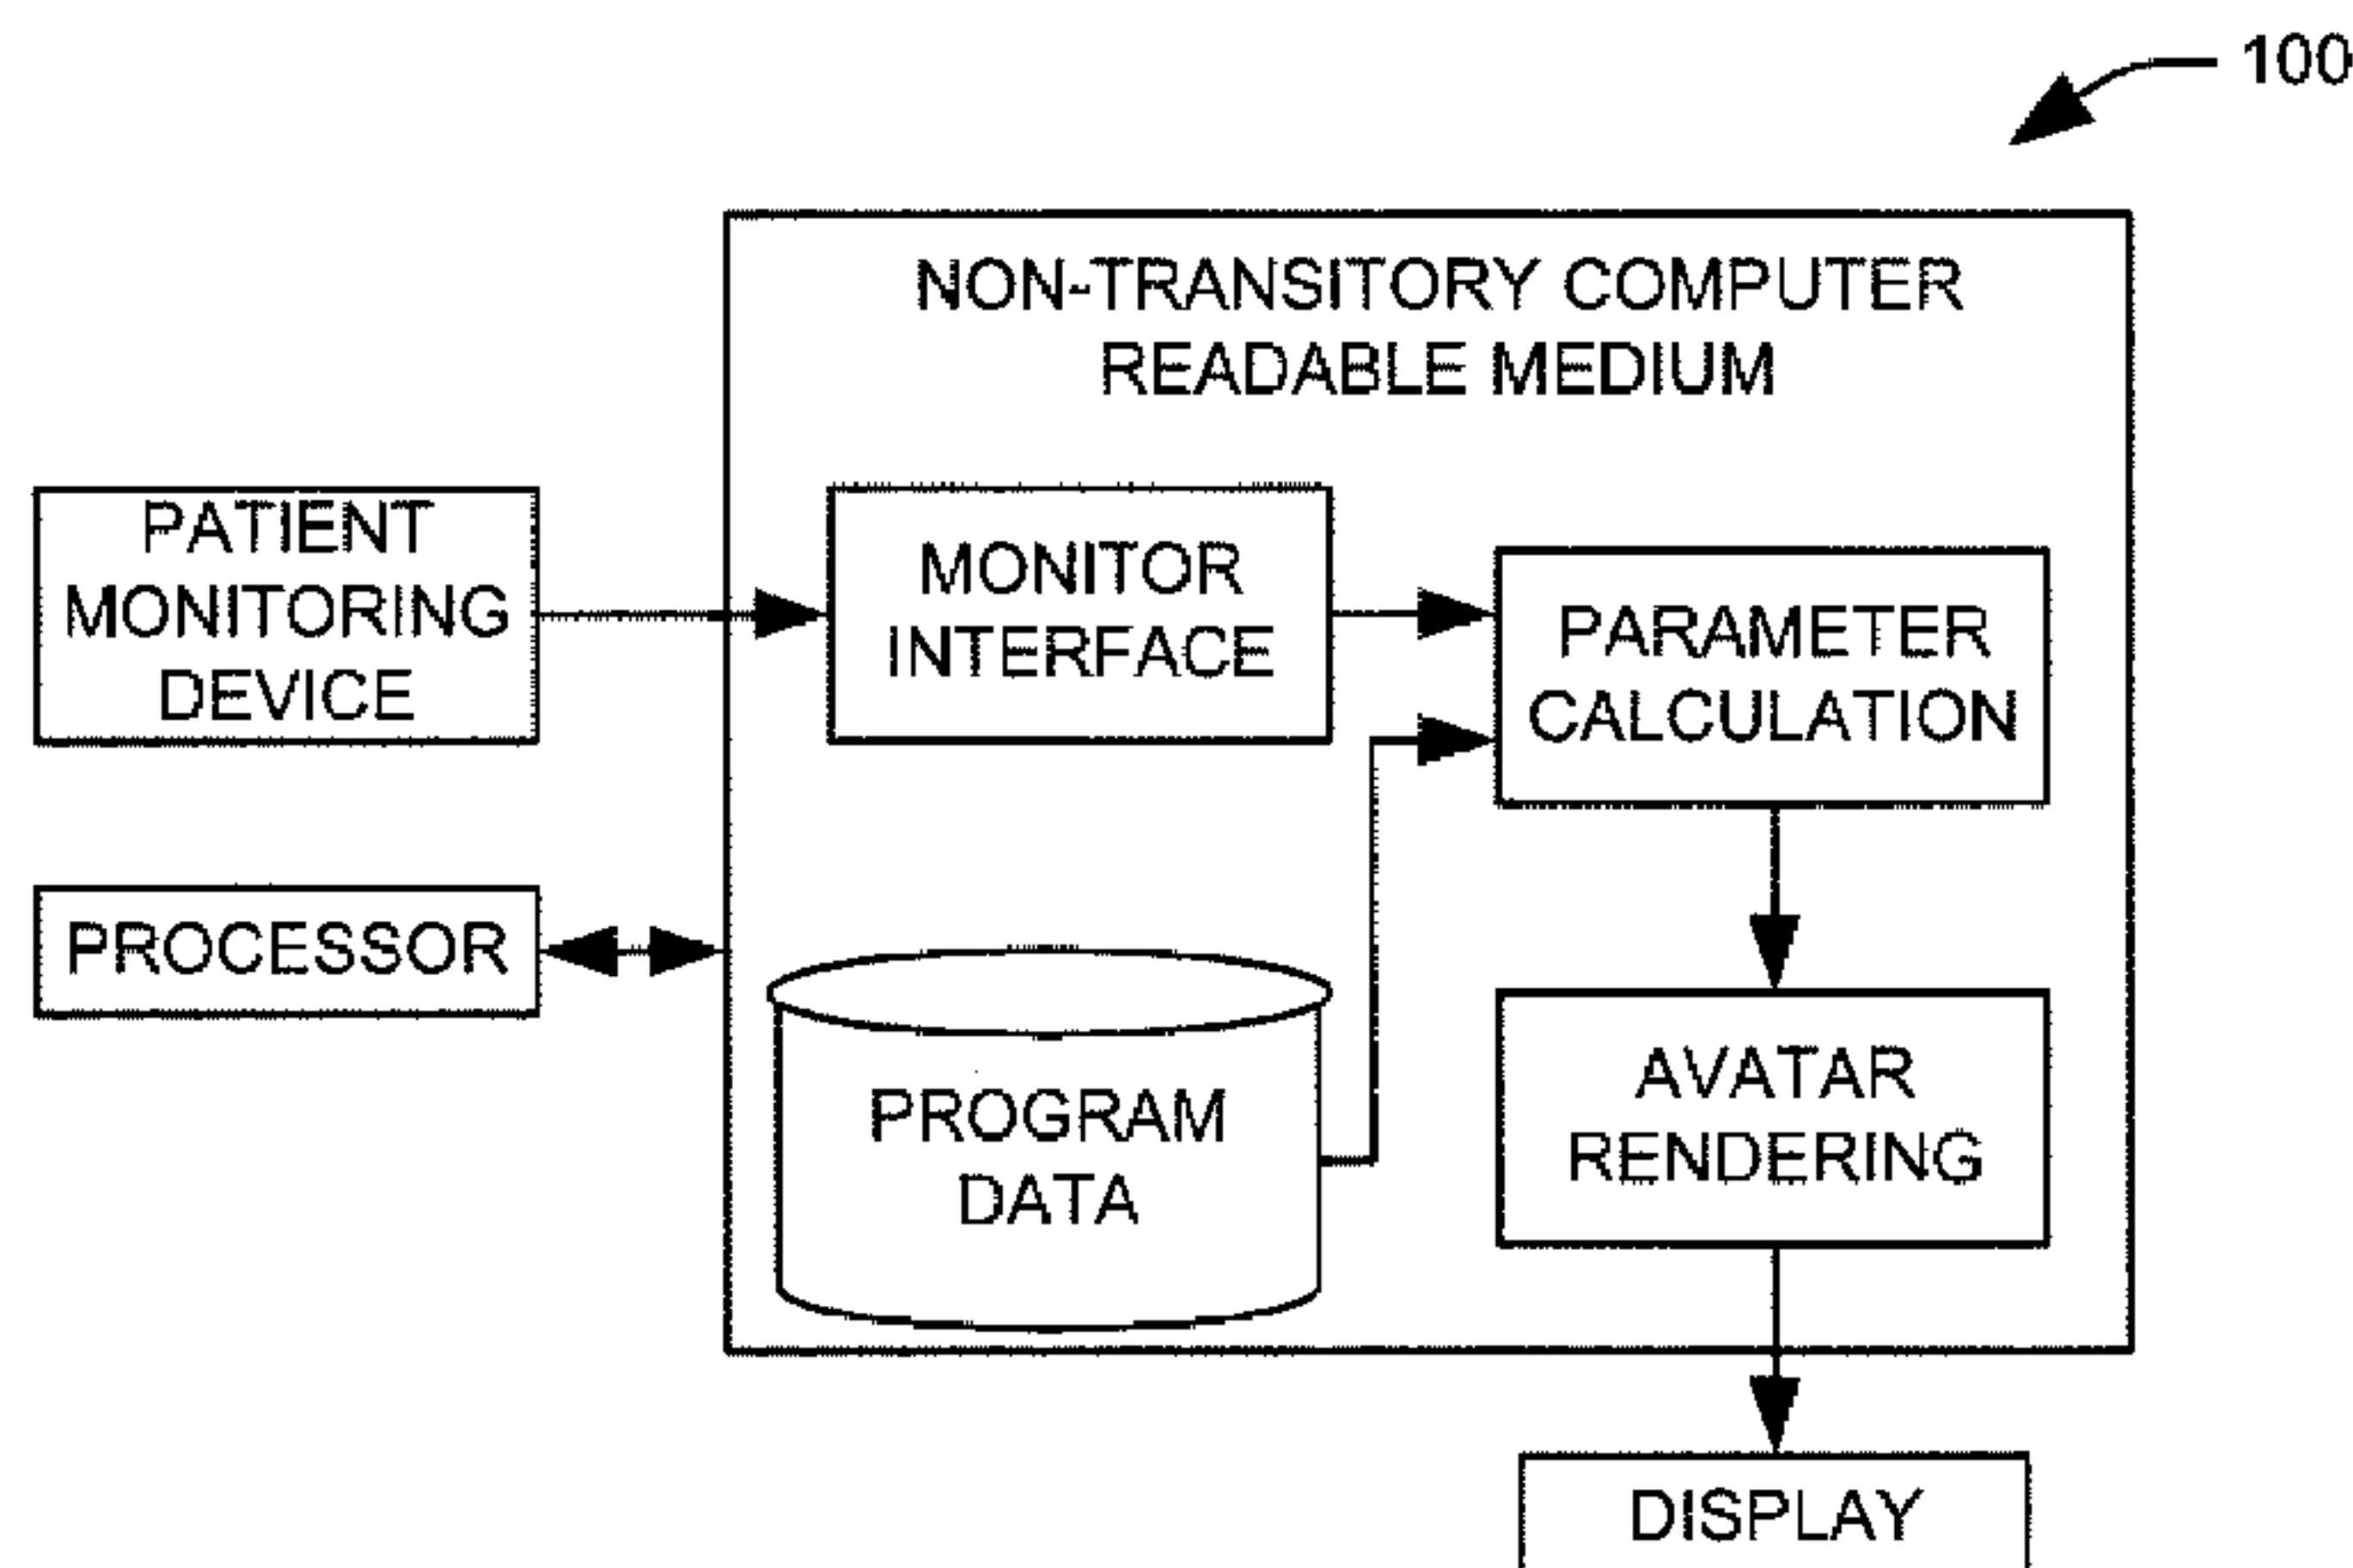 100
NON-TRANSITORY COMPUTER
READABLE MEDIUM
PATIENT
MONITORING
DEVICE
MONITOR
INTERFACE
PARAMETER
CALCULATION
PROCESSOR
PROGRAM
DATA
AVATAR
RENDERING
DISPLAY